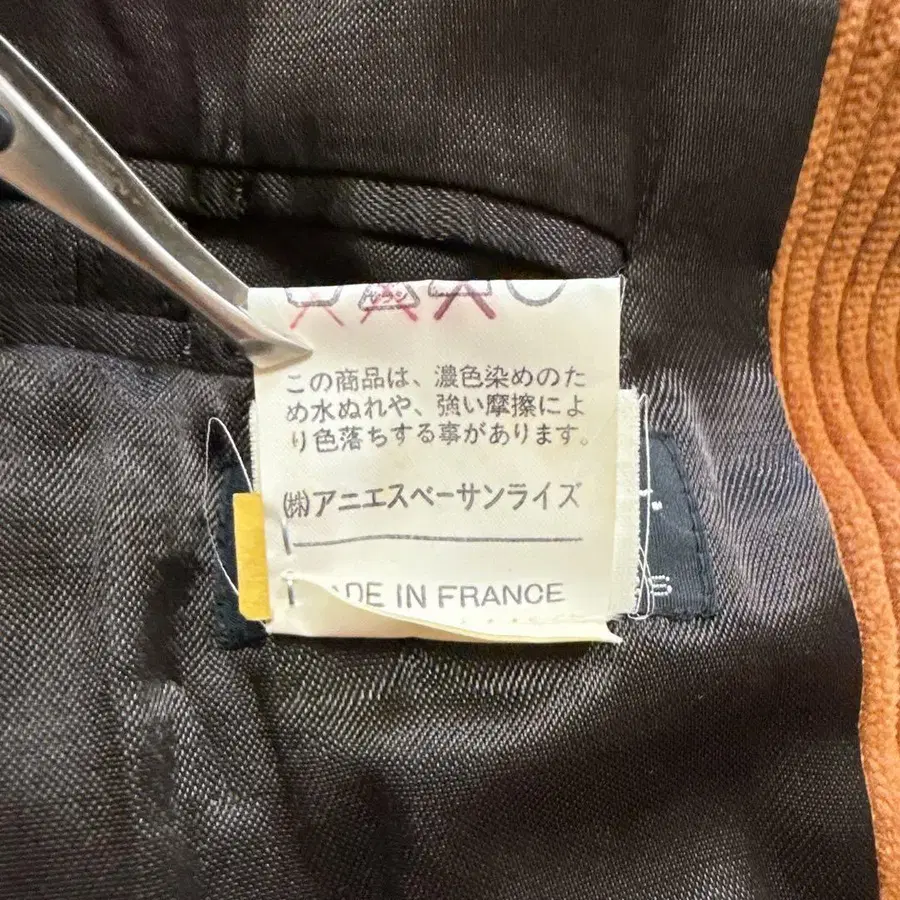 この商品は、濃色染めのた
め水ぬれや、強い摩擦によ
り色落ちする事があります。
㈱アニエスベーサンライズ
MADE IN FRANCE